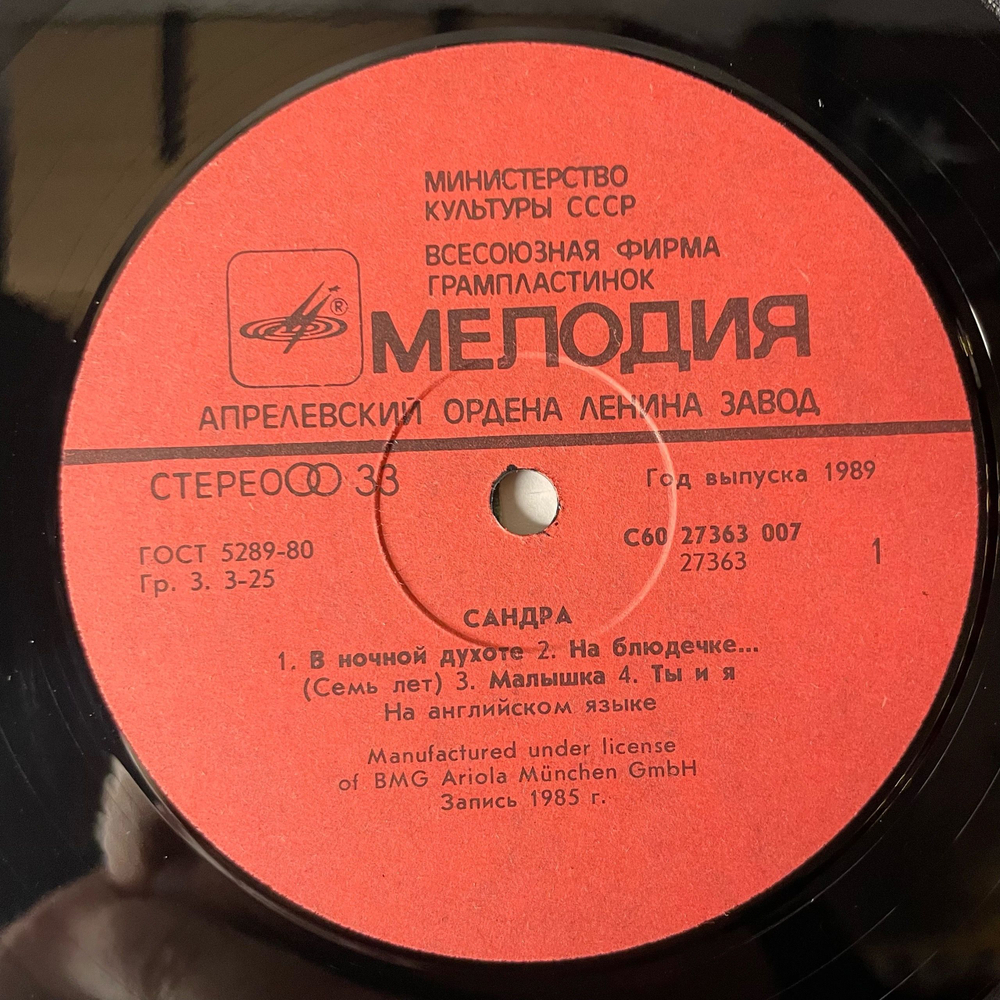 МИНИСТЕРСТВО
КУЛЬТУРЫ СССР
ВСЕСОЮЗНАЯ ФИРМА
ГРАМПЛАСТИНОК
®
МЕЛОДИЯ
АПРЕЛЕВСКИЙ ОРДЕНА ЛЕНИНА ЗАВОД
СТЕРЕО 33
Год выпуска 1989
ГОСТ 5289-80
Гр. 3. 3-25
С60 27363 007
27363
1
САНДРА
1. В ночной духоте 2. На блюдечке...
(Семь лет) 3. Малышка 4. Ты и я
На английском языке
Manufactured under license
of BMG Ariola München GmbH
Запись 1985 г.